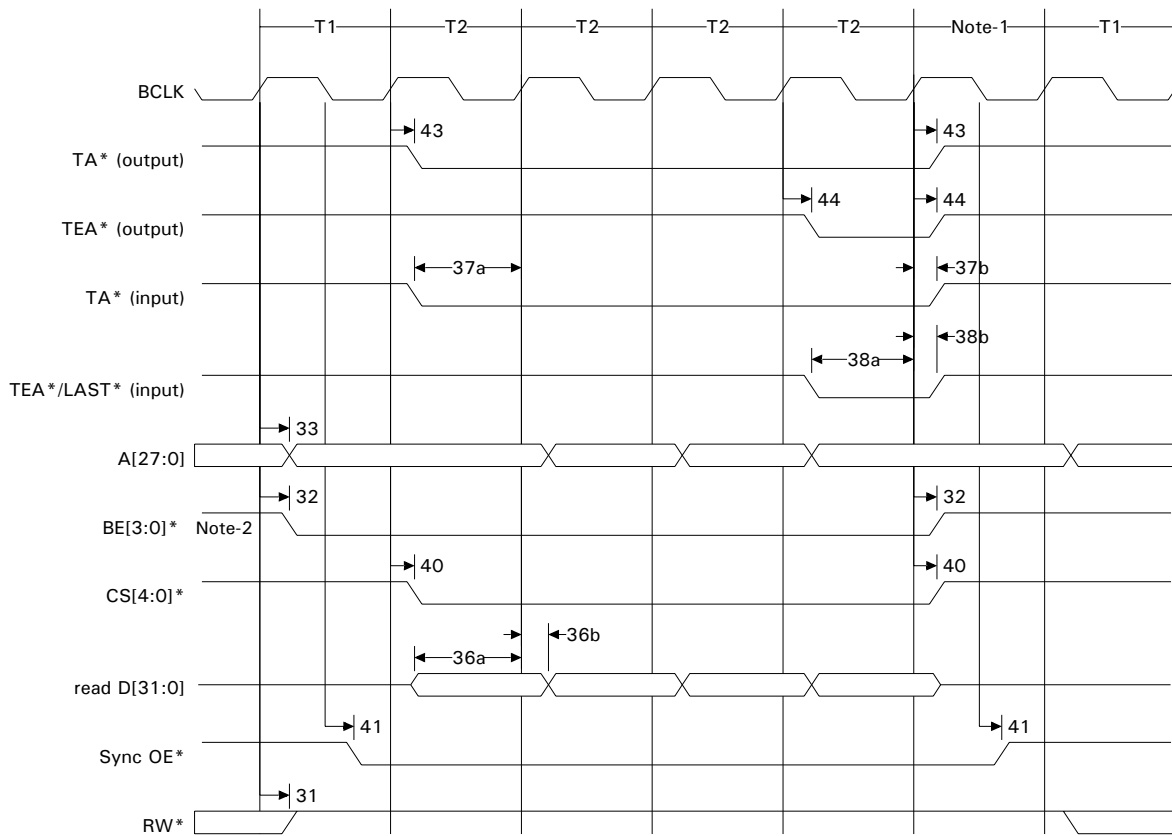 T1 T2 T2 T2 T2 Note-1 T1
BCLK
43 43
TA* (output)
44 44
TEA* (output)
37a 37b
TA* (input)
38b
38a
TEA*/LAST* (input)
33
A[27:0]
32 32
BE[3:0]* Note-2
40 40
CS[4:0]*
36b
36a
read D[31:0]
41 41
Sync OE*
31
RW*